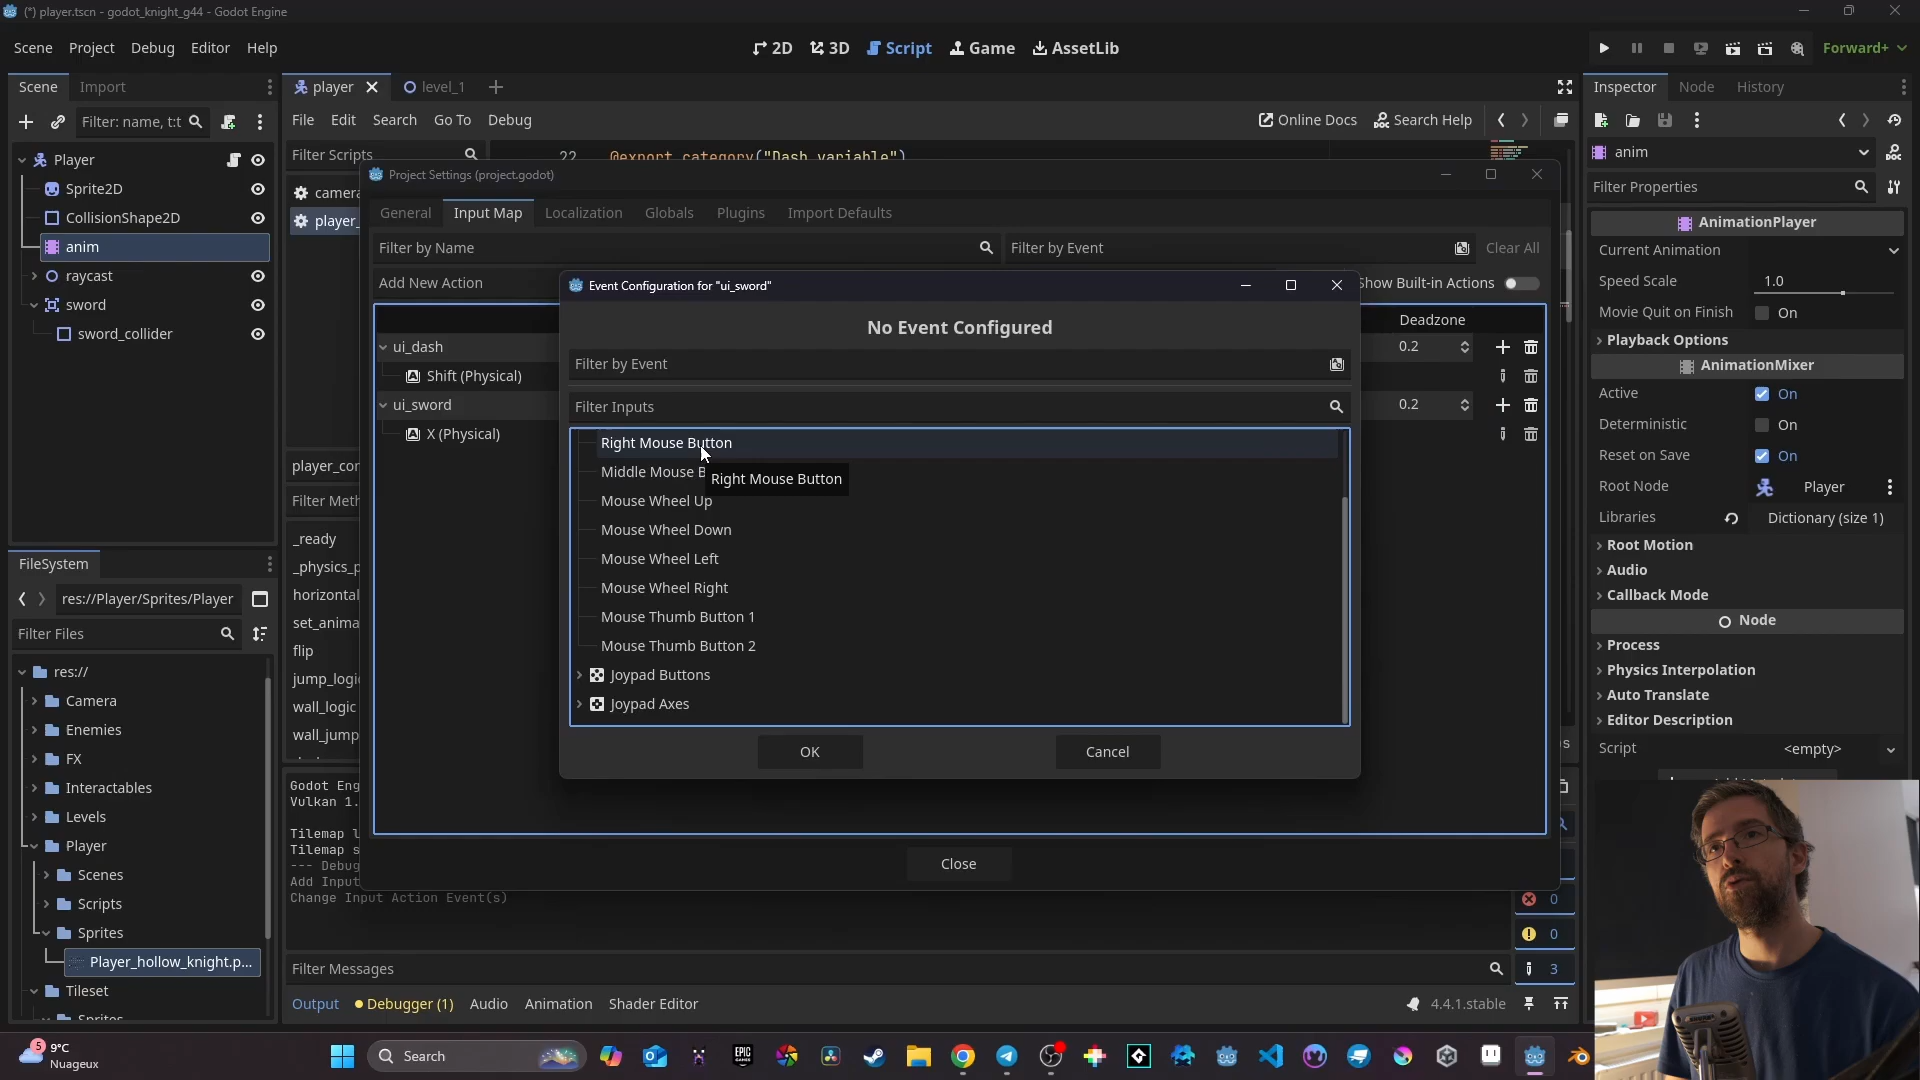 (*) player.tscn - godot_knight_g44 - Godot Engine
Scene Project Debug Editor Help
2D 3D Script Game AssetLib
Forward+
Scene Import
player level_1
Inspector Node History
Filter: name, t:t
File Edit Search Go To Debug
Online Docs Search Help
Filter Scripts
22 @export_category("Dash variable")
anim
Filter Properties
Player
Sprite2D
CollisionShape2D
anim
raycast
sword
sword_collider
camera
player_
Project Settings (project.godot)
General Input Map Localization Globals Plugins Import Defaults
Filter by Name
Filter by Event
Clear All
Add New Action
Show Built-in Actions
Deadzone
ui_dash
0.2
Shift (Physical)
ui_sword
0.2
X (Physical)
Event Configuration for "ui_sword"
No Event Configured
Filter by Event
Filter Inputs
Right Mouse Button
Middle Mouse B
Right Mouse Button
Mouse Wheel Up
Mouse Wheel Down
Mouse Wheel Left
Mouse Wheel Right
Mouse Thumb Button 1
Mouse Thumb Button 2
Joypad Buttons
Joypad Axes
OK
Cancel
Close
AnimationPlayer
Current Animation
Speed Scale 1.0
Movie Quit on Finish On
Playback Options
AnimationMixer
Active On
Deterministic On
Reset on Save On
Root Node Player
Libraries Dictionary (size 1)
Root Motion
Audio
Callback Mode
Node
Process
Physics Interpolation
Auto Translate
Editor Description
Script <empty>
player_con
Filter Meth
_ready
_physics_p
horizontal
set_anima
flip
jump_logi
wall_logic
wall_jump
FileSystem
res://Player/Sprites/Player
Filter Files
res://
Camera
Enemies
FX
Interactables
Levels
Player
Scenes
Scripts
Sprites
Player_hollow_knight.p...
Tileset
Sprites
Godot Eng
Vulkan 1.
Tilemap l
Tilemap s
--- Debug
Add Input
Change Input Action Event(s)
0
0
3
Filter Messages
Output Debugger (1) Audio Animation Shader Editor
4.4.1.stable
5
9°C
Nuageux
Search
EPIC
GAMES